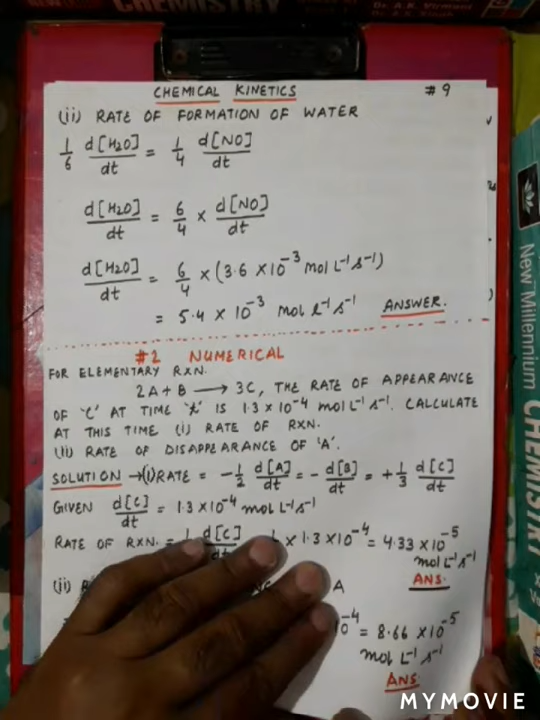 Dr. A.K. Virmani
CHEMICAL KINETICS #9
(ii) RATE OF FORMATION OF WATER
1/6 d[H2O]/dt = 1/4 d[NO]/dt
d[H2O]/dt = 6/4 × d[NO]/dt
d[H2O]/dt = 6/4 × (3.6 × 10⁻³ mol L⁻¹ s⁻¹)
= 5.4 × 10⁻³ mol l⁻¹ s⁻¹ ANSWER.
#2 NUMERICAL
FOR ELEMENTARY RXN.
2A + B → 3C, THE RATE OF APPEARANCE
OF 'C' AT TIME 't' IS 1.3 × 10⁻⁴ mol L⁻¹ s⁻¹. CALCULATE
AT THIS TIME (i) RATE OF RXN.
(ii) RATE OF DISAPPEARANCE OF 'A'.
SOLUTION → (i) RATE = -1/2 d[A]/dt = - d[B]/dt = + 1/3 d[C]/dt
GIVEN d[C]/dt = 1.3 × 10⁻⁴ mol L⁻¹ s⁻¹
RATE OF RXN. = d[C]/dt × 1.3 × 10⁻⁴ = 4.33 × 10⁻⁵
mol L⁻¹ s⁻¹
ANS.
(ii) A
10⁻⁴ = 8.66 × 10⁻⁵
mol L⁻¹ s⁻¹
ANS.
New Millennium
MYMOVIE